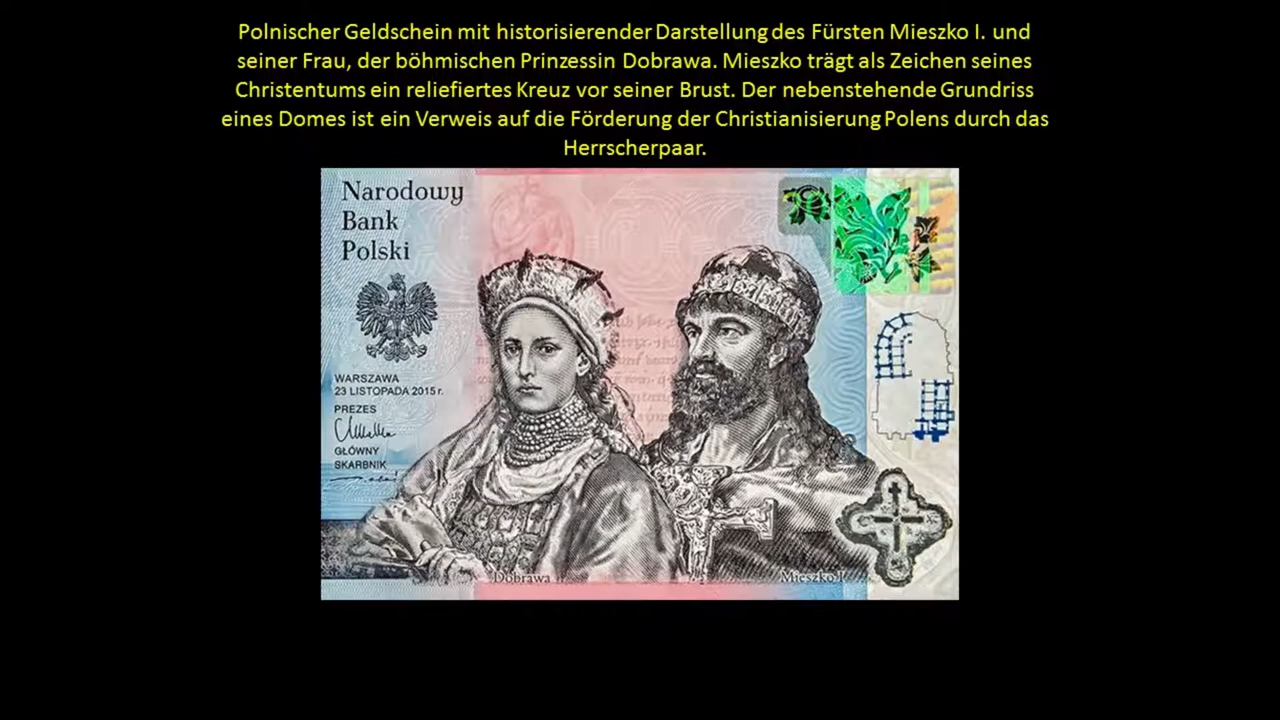 Polnischer Geldschein mit historisierender Darstellung des Fürsten Mieszko I. und
seiner Frau, der böhmischen Prinzessin Dobrawa. Mieszko trägt als Zeichen seines
Christentums ein reliefiertes Kreuz vor seiner Brust. Der nebenstehende Grundriss
eines Domes ist ein Verweis auf die Förderung der Christianisierung Polens durch das
Herrscherpaar.
Narodowy
Bank
Polski
20
WARSZAWA
23 LISTOPADA 2015 r.
PREZES
GŁÓWNY
SKARBNIK
Dobrawa
Mieszko I